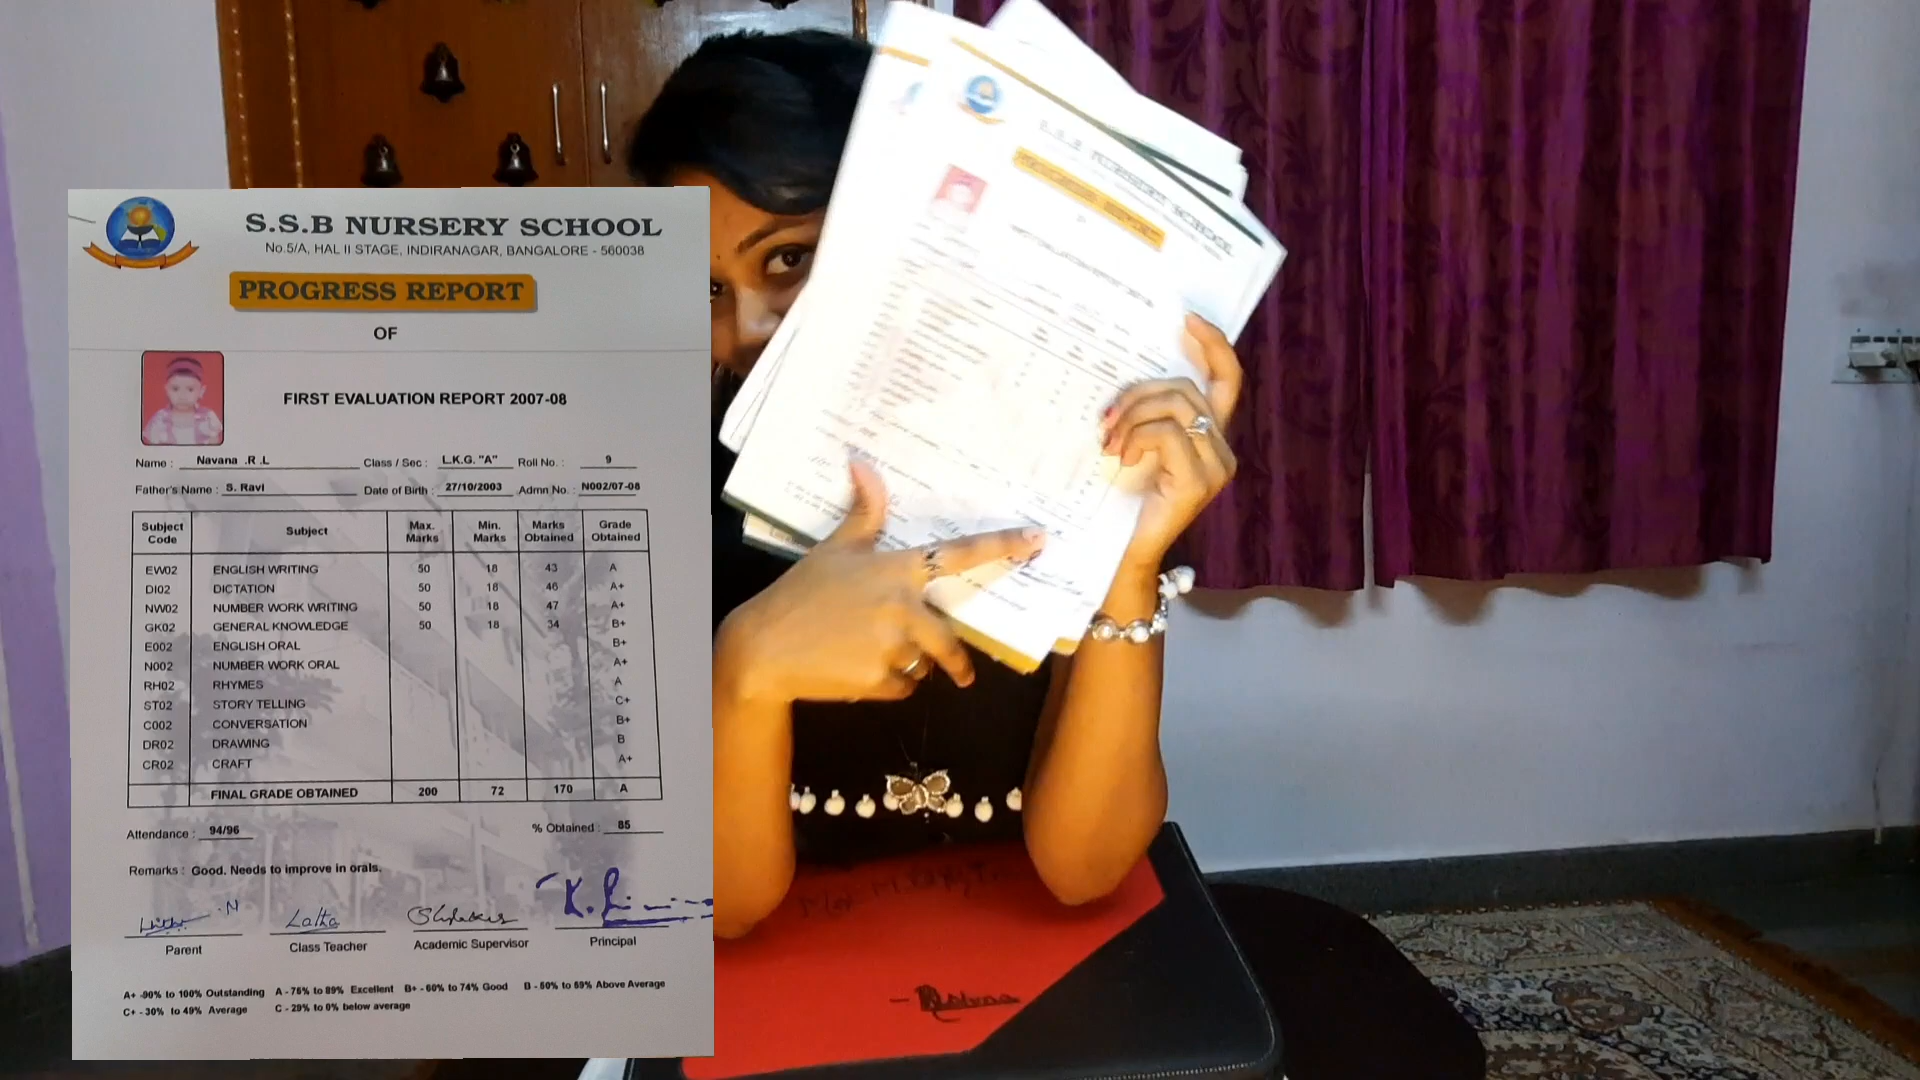 S.S.B NURSERY SCHOOL
No.5/A, HAL II STAGE, INDIRANAGAR, BANGALORE - 560038
PROGRESS REPORT
OF
FIRST EVALUATION REPORT 2007-08
Name : Navana .R .L Class / Sec : L.K.G. "A" Roll No. : 9
Father's Name : S. Ravi Date of Birth : 27/10/2003 Admn No. : N002/07-08
Subject Code Subject Max. Marks Min. Marks Marks Obtained Grade Obtained
EW02 ENGLISH WRITING 50 18 43 A
DI02 DICTATION 50 18 46 A+
NW02 NUMBER WORK WRITING 50 18 47 A+
GK02 GENERAL KNOWLEDGE 50 18 34 B+
E002 ENGLISH ORAL B+
N002 NUMBER WORK ORAL A+
RH02 RHYMES A
ST02 STORY TELLING C+
C002 CONVERSATION B+
DR02 DRAWING B
CR02 CRAFT A+
FINAL GRADE OBTAINED 200 72 170 A
Attendance : 94/96 % Obtained : 85
Remarks : Good. Needs to improve in orals.
Latha
Parent Class Teacher Academic Supervisor Principal
A+ -90% to 100% Outstanding A - 75% to 89% Excellent B+ - 60% to 74% Good B - 50% to 59% Above Average
C+ - 30% to 49% Average C - 29% to 0% below average